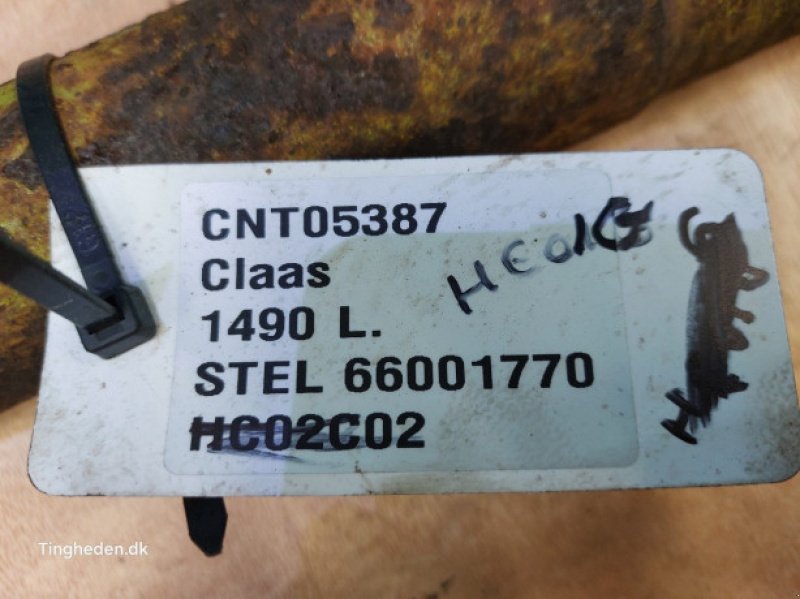 CNT05387
Claas
1490 L.
STEL 66001770
HC02C02
Tingheden.dk